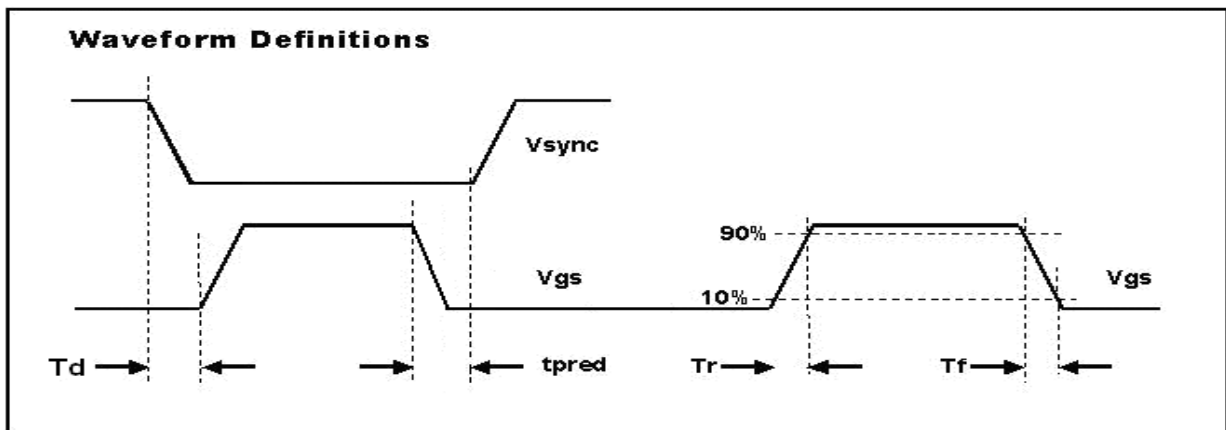 Waveform Definitions
Vsync
90%
Vgs
10%
Vgs
Td
tpred
Tr
Tf